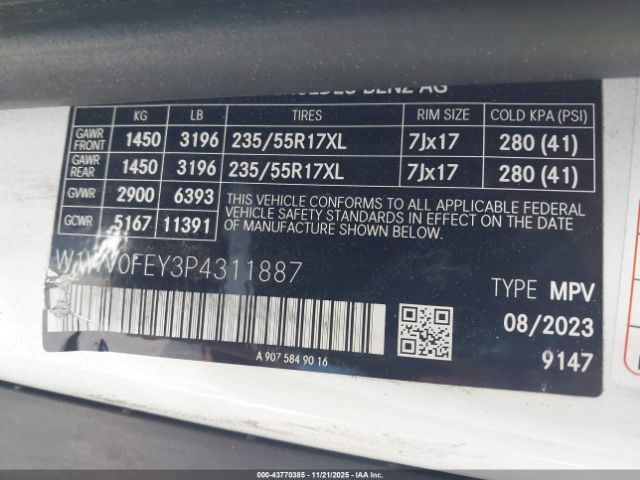 BENZ AG
KG LB TIRES RIM SIZE COLD KPA (PSI)
GAWR FRONT 1450 3196 235/55R17XL 7Jx17 280 (41)
GAWR REAR 1450 3196 235/55R17XL 7Jx17 280 (41)
GVWR 2900 6393
GCWR 5167 11391
THIS VEHICLE CONFORMS TO ALL APPLICABLE FEDERAL
VEHICLE SAFETY STANDARDS IN EFFECT ON THE DATE
OF MANUFACTURE SHOWN BELOW.
TYPE MPV
08/2023
9147
A 907 584 90 16
000-43770385 - 11/21/2025 - IAAHolding